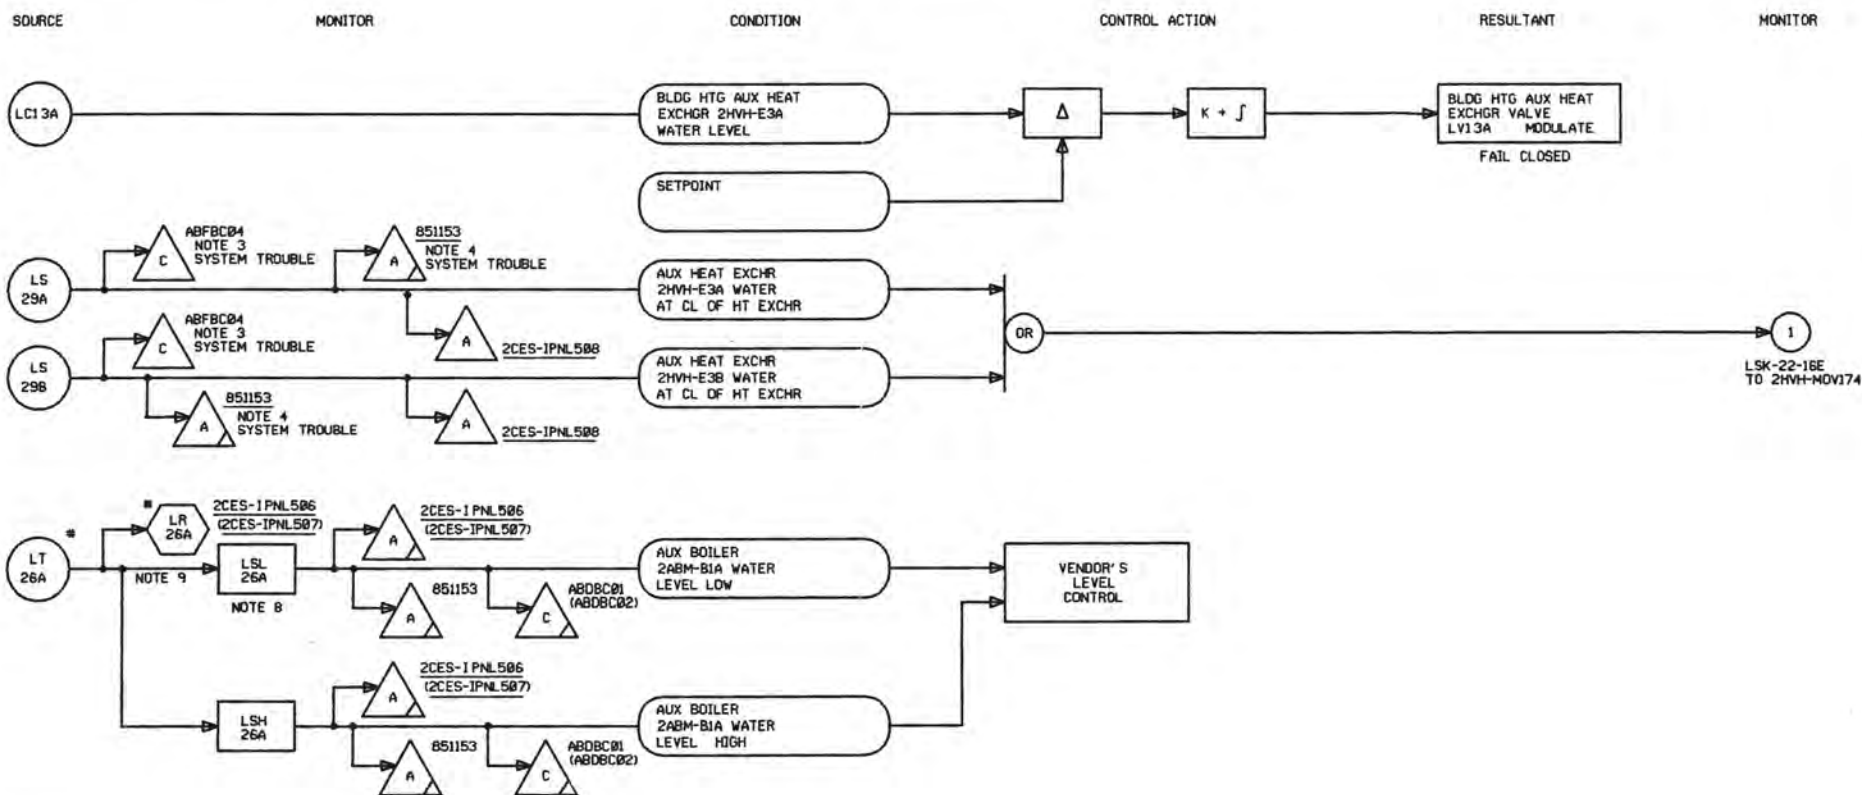 SOURCE MONITOR CONDITION CONTROL ACTION RESULTANT MONITOR
LC13A
BLDG HTG AUX HEAT
EXCHGR 2HVH-E3A
WATER LEVEL
Δ
K + ∫
BLDG HTG AUX HEAT
EXCHGR VALVE
LV13A MODULATE
FAIL CLOSED
SETPOINT
C
ABFBC04
NOTE 3
SYSTEM TROUBLE
A
851153
NOTE 4
SYSTEM TROUBLE
LS
29A
AUX HEAT EXCHR
2HVH-E3A WATER
AT CL OF HT EXCHR
A
2CES-IPNL508
OR
1
LSK-22-16E
TO 2HVH-MOV174
C
ABFBC04
NOTE 3
SYSTEM TROUBLE
LS
29B
AUX HEAT EXCHR
2HVH-E3B WATER
AT CL OF HT EXCHR
A
851153
NOTE 4
SYSTEM TROUBLE
A
2CES-IPNL508
LT
26A
*
*
LR
26A
2CES-IPNL506
(2CES-IPNL507)
NOTE 9
LSL
26A
NOTE 8
A
2CES-IPNL506
(2CES-IPNL507)
A
851153
C
ABDBC01
(ABDBC02)
AUX BOILER
2ABM-B1A WATER
LEVEL LOW
VENDOR'S
LEVEL
CONTROL
LSH
26A
A
2CES-IPNL506
(2CES-IPNL507)
A
851153
C
ABDBC01
(ABDBC02)
AUX BOILER
2ABM-B1A WATER
LEVEL HIGH